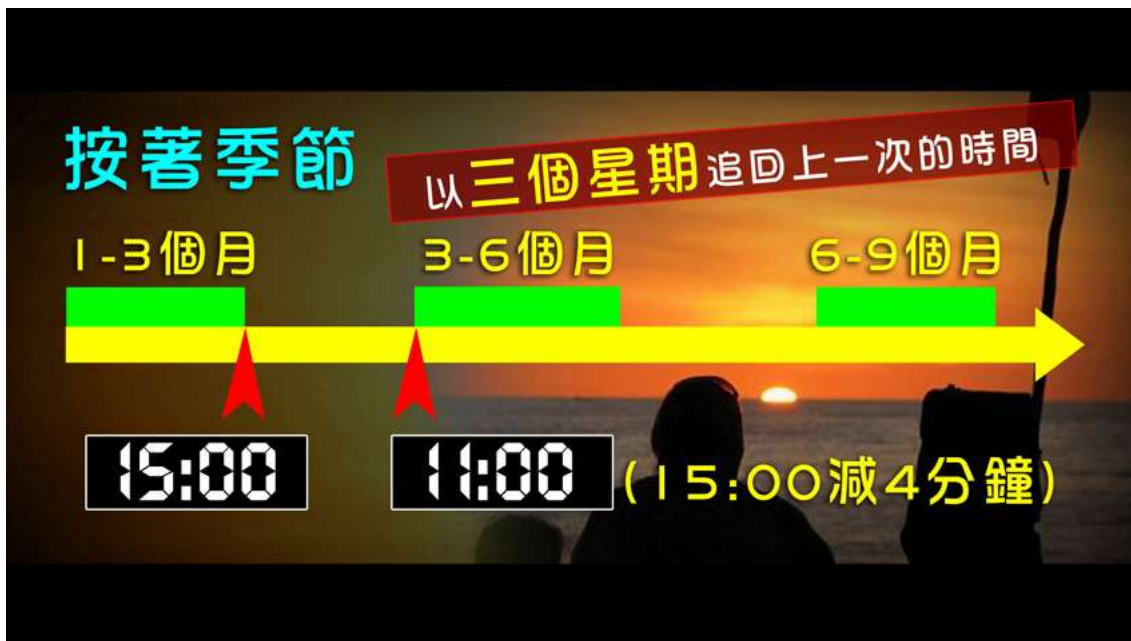 按著季節
以三個星期追回上一次的時間
1-3個月
3-6個月
6-9個月
15:00
11:00
(15:00減4分鐘)